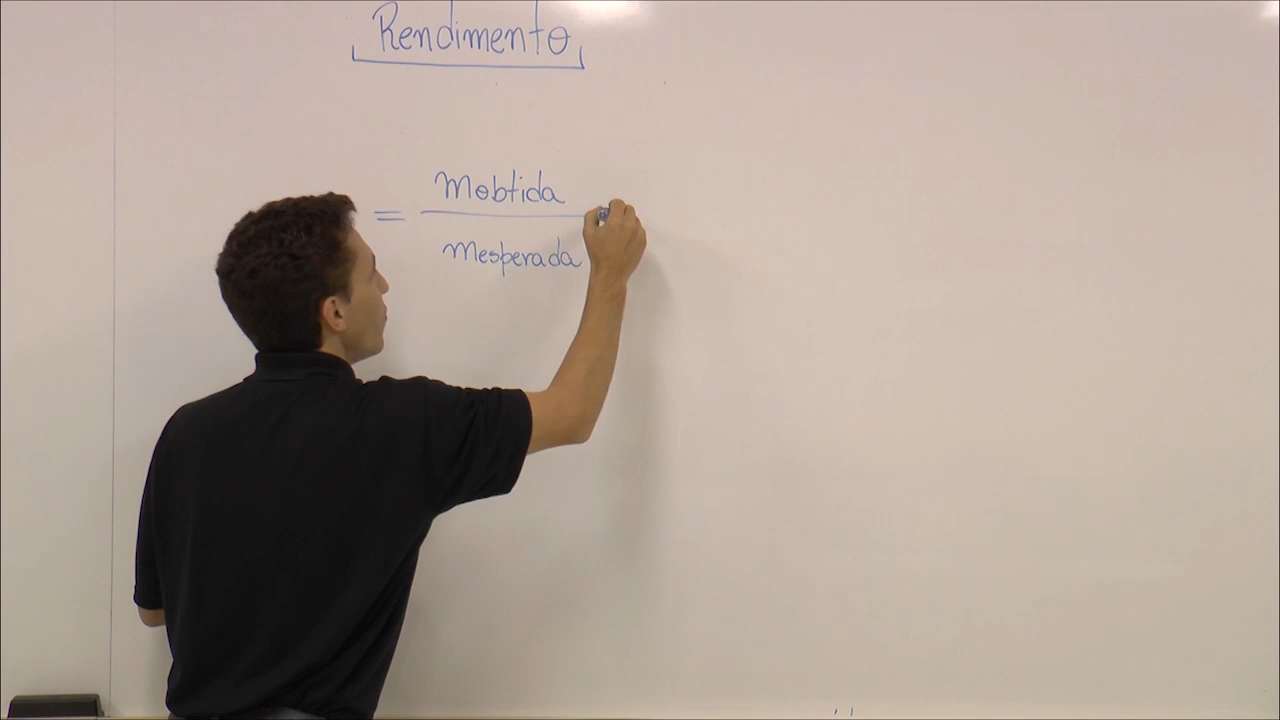 Rendimento
= mobtida
mesperada